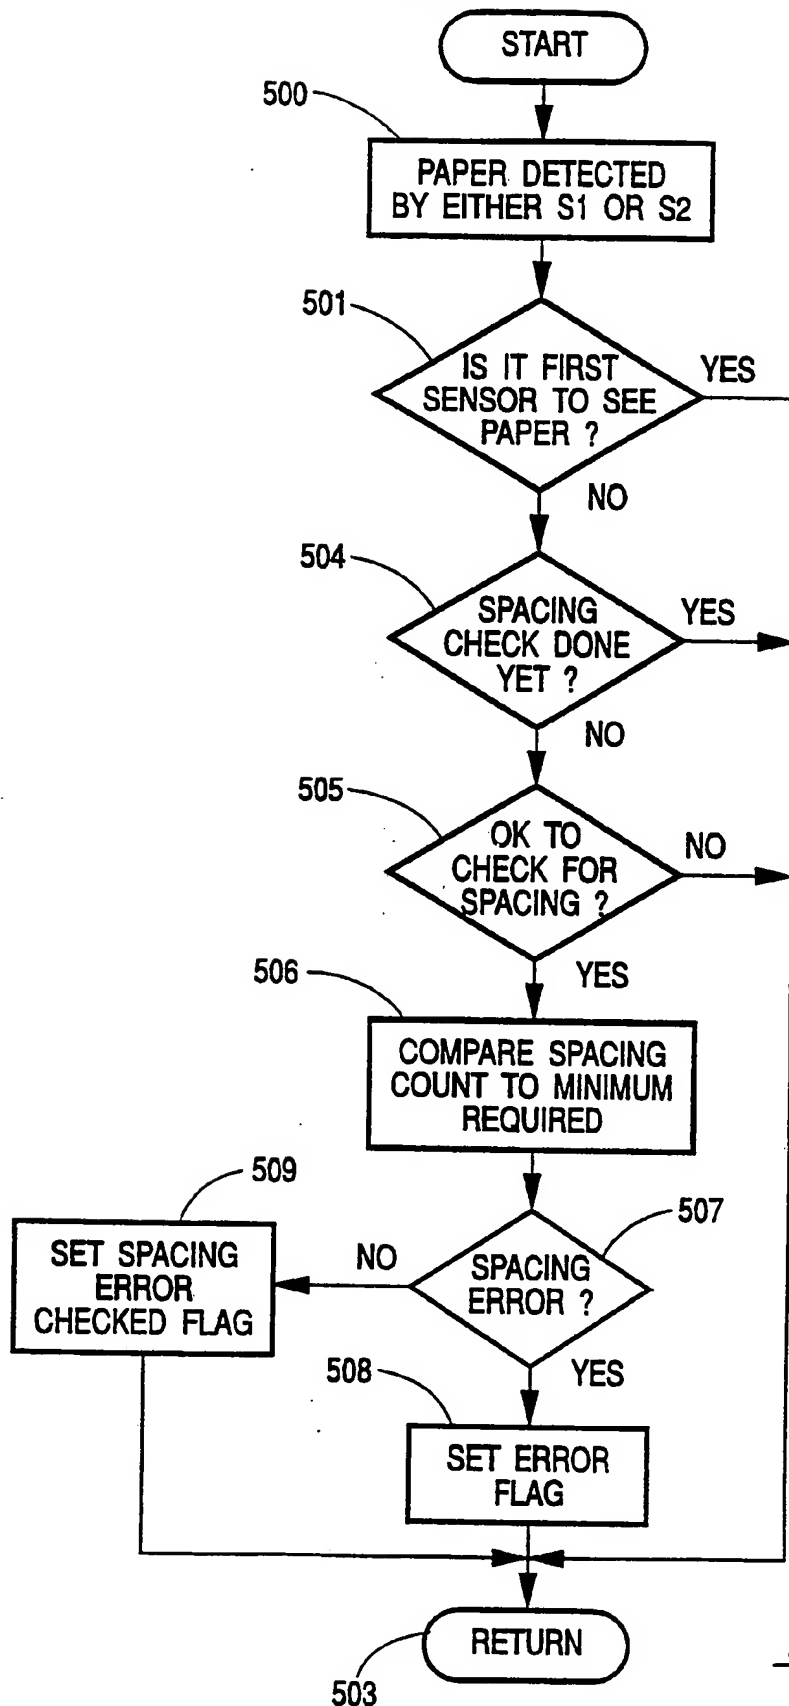 START
500
PAPER DETECTED
BY EITHER S1 OR S2
501
IS IT FIRST
SENSOR TO SEE
PAPER ?
YES
NO
504
SPACING
CHECK DONE
YET ?
YES
NO
505
OK TO
CHECK FOR
SPACING ?
NO
YES
506
COMPARE SPACING
COUNT TO MINIMUM
REQUIRED
509
507
SET SPACING
ERROR
CHECKED FLAG
NO
SPACING
ERROR ?
YES
508
SET ERROR
FLAG
RETURN
503